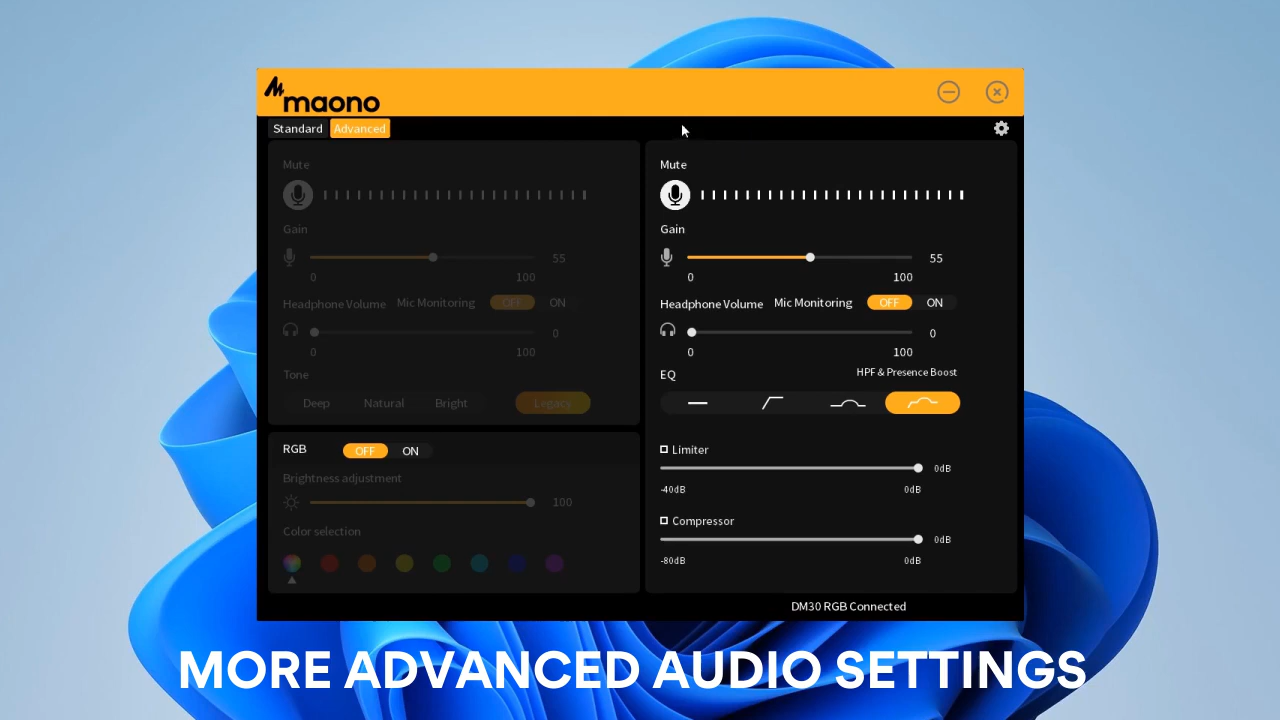 maono
Standard Advanced
Mute
Gain
55
0 100
Headphone Volume Mic Monitoring OFF ON
0
0 100
Tone
Deep Natural Bright Legacy
RGB OFF ON
Brightness adjustment
100
Color selection
Mute
Gain
55
0 100
Headphone Volume Mic Monitoring OFF ON
0
0 100
EQ HPF & Presence Boost
Limiter
0dB
-40dB 0dB
Compressor
0dB
-80dB 0dB
DM30 RGB Connected
MORE ADVANCED AUDIO SETTINGS